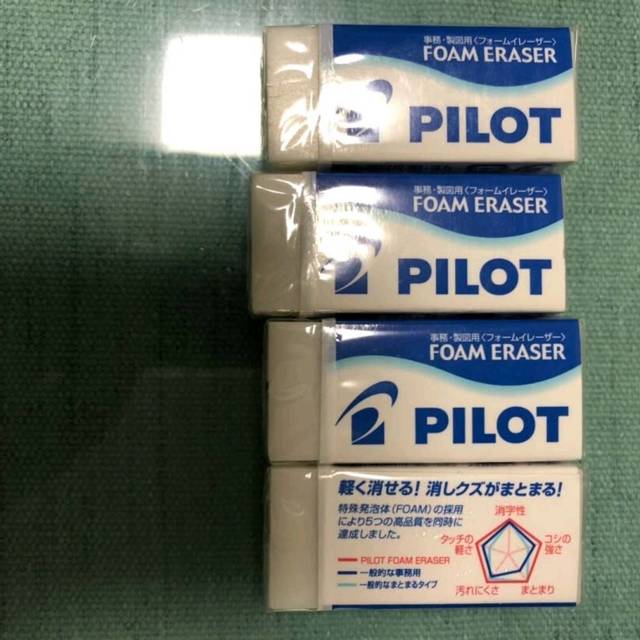 事務・製図用〈フォームイレーザー〉
FOAM ERASER
PILOT
事務・製図用〈フォームイレーザー〉
FOAM ERASER
PILOT
事務・製図用〈フォームイレーザー〉
FOAM ERASER
PILOT
軽く消せる！消しクズがまとまる！
特殊発泡体（FOAM）の採用
により5つの高品質を同時に
達成しました。
PILOT FOAM ERASER
一般的な事務用
一般的なまとまるタイプ
消字性
タッチの
軽さ
コシの
強さ
汚れにくさ
まとまり